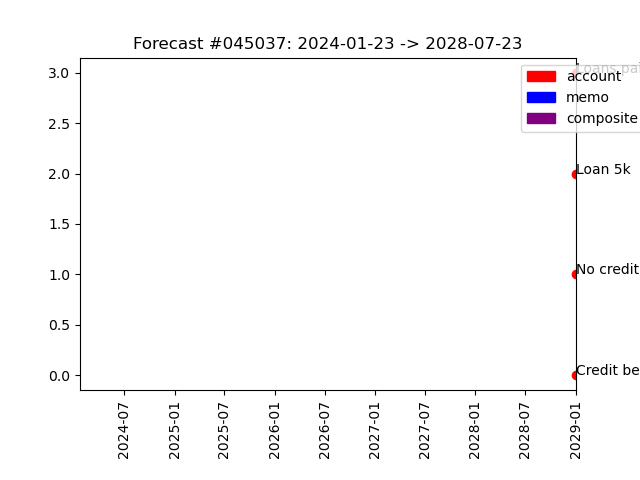 Forecast #045037: 2024-01-23 -> 2028-07-23
3.0
2.5
2.0
1.5
1.0
0.5
0.0
Loans pai
account
memo
composite
Loan 5k
No credit
Credit be
2024-07
2025-01
2025-07
2026-01
2026-07
2027-01
2027-07
2028-01
2028-07
2029-01